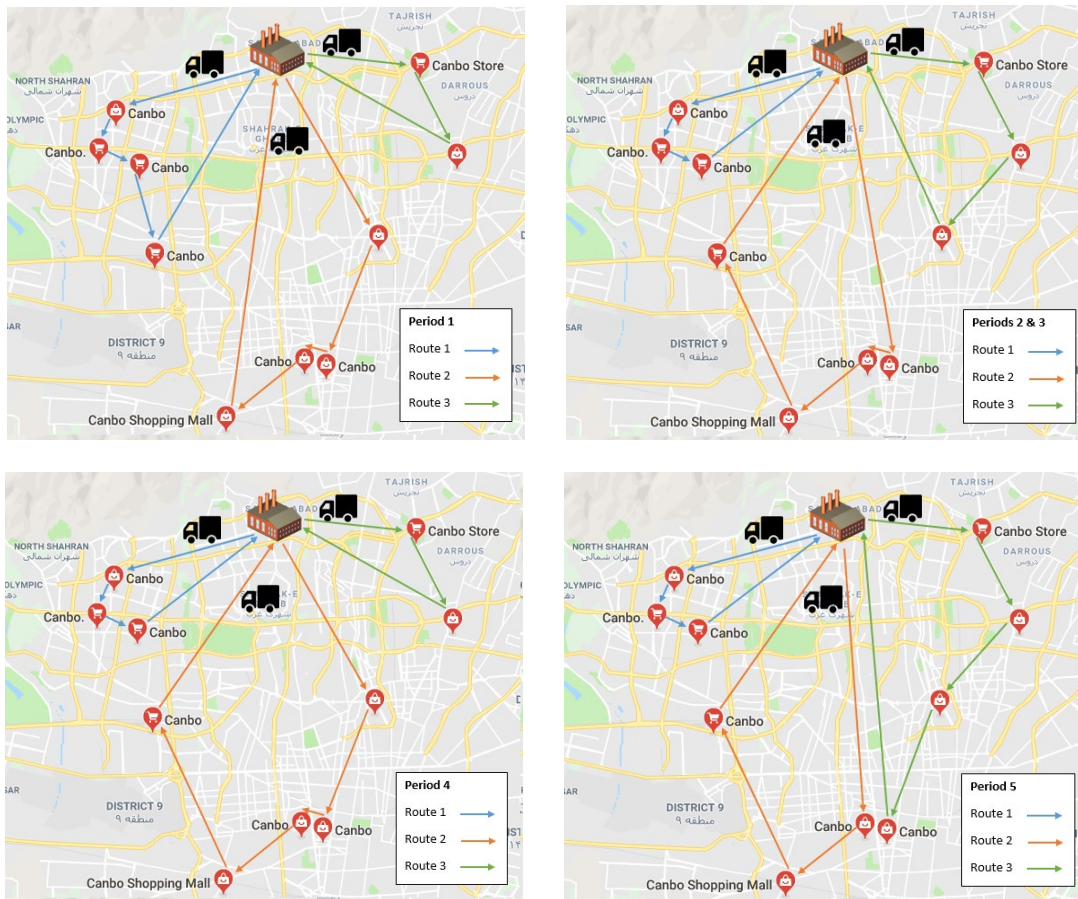 TAJRISH
تجریش
Canbo Store
NORTH SHAHRAN
شهران شمالی
DARROUS
دروس
OLYMPIC
Canbo
Canbo.
Canbo
Canbo
DISTRICT 9
منطقه ۹
Canbo
Canbo
Canbo Shopping Mall
Period 1
Route 1
Route 2
Route 3
TAJRISH
تجریش
Canbo Store
NORTH SHAHRAN
شهران شمالی
DARROUS
دروس
OLYMPIC
Canbo
Canbo.
Canbo
Canbo
DISTRICT 9
منطقه ۹
Canbo
Canbo
Canbo Shopping Mall
Periods 2 & 3
Route 1
Route 2
Route 3
TAJRISH
تجریش
Canbo Store
NORTH SHAHRAN
شهران شمالی
DARROUS
دروس
OLYMPIC
Canbo
Canbo.
Canbo
Canbo
DISTRICT 9
منطقه ۹
Canbo
Canbo
Canbo Shopping Mall
Period 4
Route 1
Route 2
Route 3
TAJRISH
تجریش
Canbo Store
NORTH SHAHRAN
شهران شمالی
DARROUS
دروس
OLYMPIC
Canbo
Canbo.
Canbo
Canbo
DISTRICT 9
منطقه ۹
Canbo
Canbo
Canbo Shopping Mall
Period 5
Route 1
Route 2
Route 3